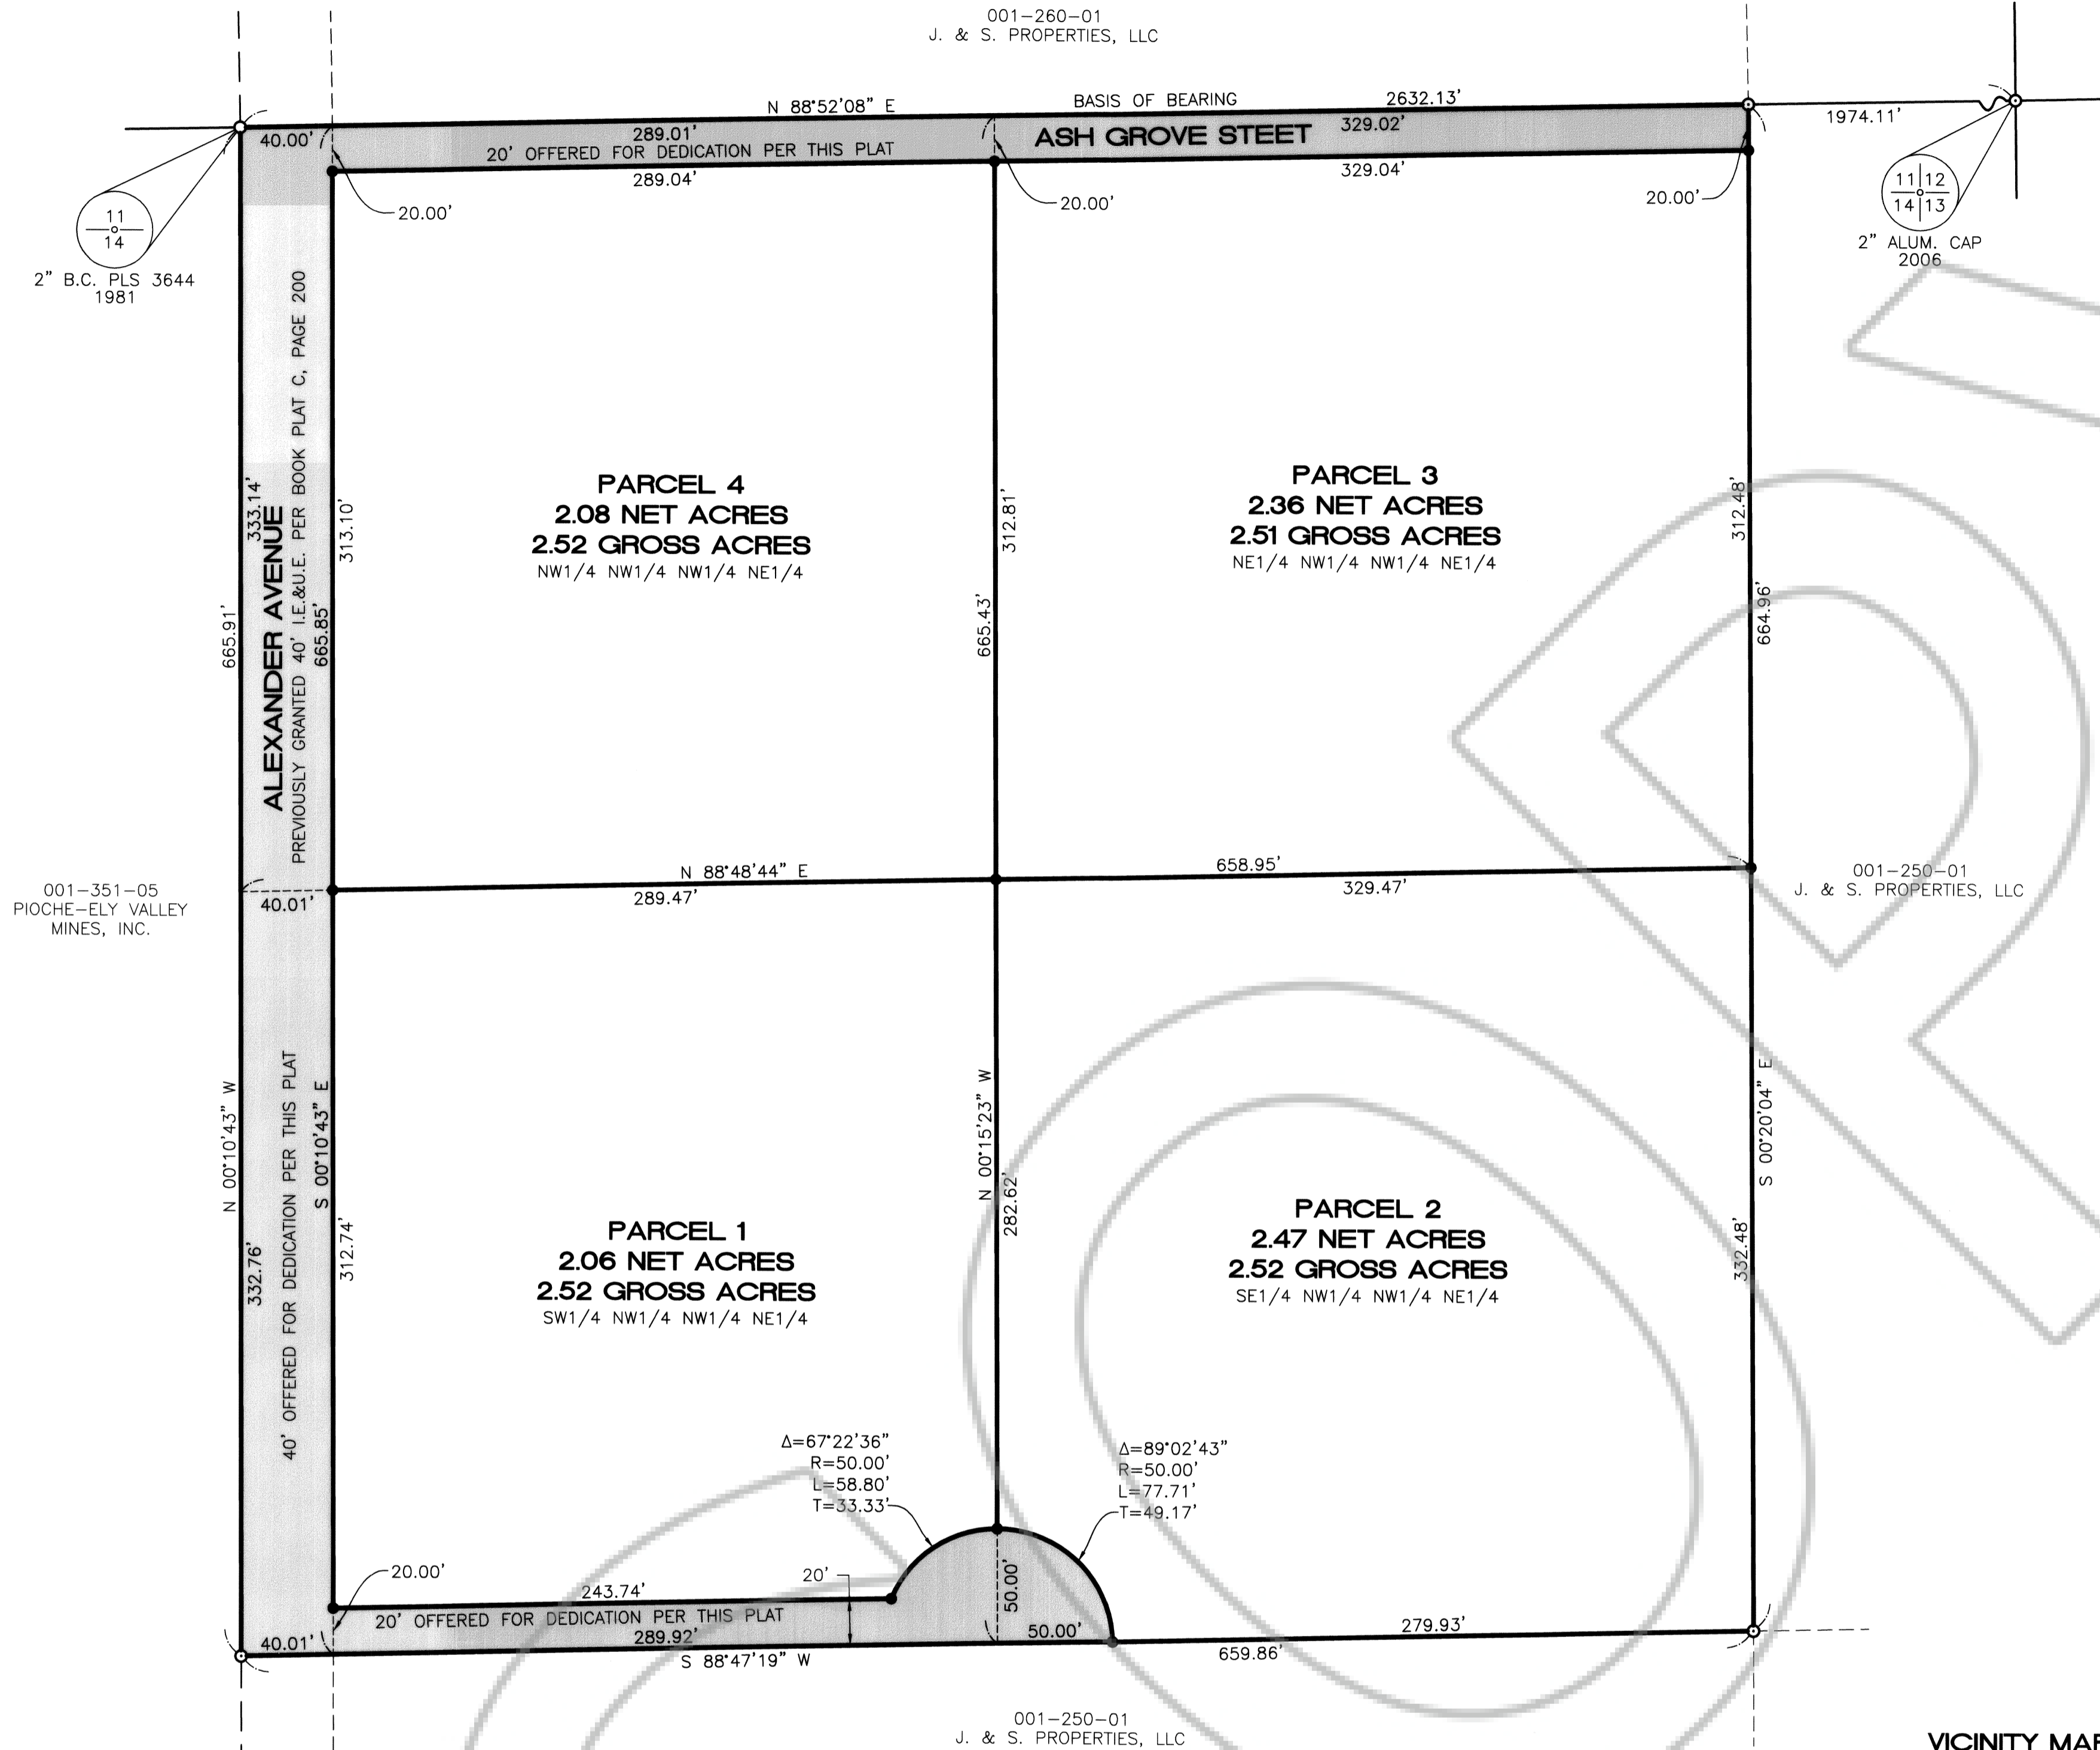 001-260-01
J. & S. PROPERTIES, LLC
N 88°52'08" E
BASIS OF BEARING
2632.13'
1974.11'
40.00'
289.01'
ASH GROVE STEET
329.02'
20' OFFERED FOR DEDICATION PER THIS PLAT
289.04'
329.04'
20.00'
20.00'
20.00'
11
14
2" B.C. PLS 3644
1981
11 12
14 13
2" ALUM. CAP
2006
PREVIOUSLY GRANTED 40' I.E.&U.E. PER BOOK PLAT C, PAGE 200
ALEXANDER AVENUE
333.14'
313.10'
665.91'
665.85'
PARCEL 4
2.08 NET ACRES
2.52 GROSS ACRES
NW1/4 NW1/4 NW1/4 NE1/4
312.81'
665.43'
PARCEL 3
2.36 NET ACRES
2.51 GROSS ACRES
NE1/4 NW1/4 NW1/4 NE1/4
312.48'
664.96'
001-351-05
PIOCHE-ELY VALLEY
MINES, INC.
40.01'
N 88°48'44" E
289.47'
658.95'
329.47'
001-250-01
J. & S. PROPERTIES, LLC
N 00°10'43" W
332.76'
40' OFFERED FOR DEDICATION PER THIS PLAT
S 00°10'43" E
312.74'
PARCEL 1
2.06 NET ACRES
2.52 GROSS ACRES
SW1/4 NW1/4 NW1/4 NE1/4
N 00°15'23" W
282.62'
PARCEL 2
2.47 NET ACRES
2.52 GROSS ACRES
SE1/4 NW1/4 NW1/4 NE1/4
S 00°20'04" E
332.48'
Δ=67°22'36"
R=50.00'
L=58.80'
T=33.33'
Δ=89°02'43"
R=50.00'
L=77.71'
T=49.17'
20.00'
20'
243.74'
50.00'
20' OFFERED FOR DEDICATION PER THIS PLAT
40.01'
289.92'
50.00'
279.93'
S 88°47'19" W
659.86'
001-250-01
J. & S. PROPERTIES, LLC
VICINITY MAP